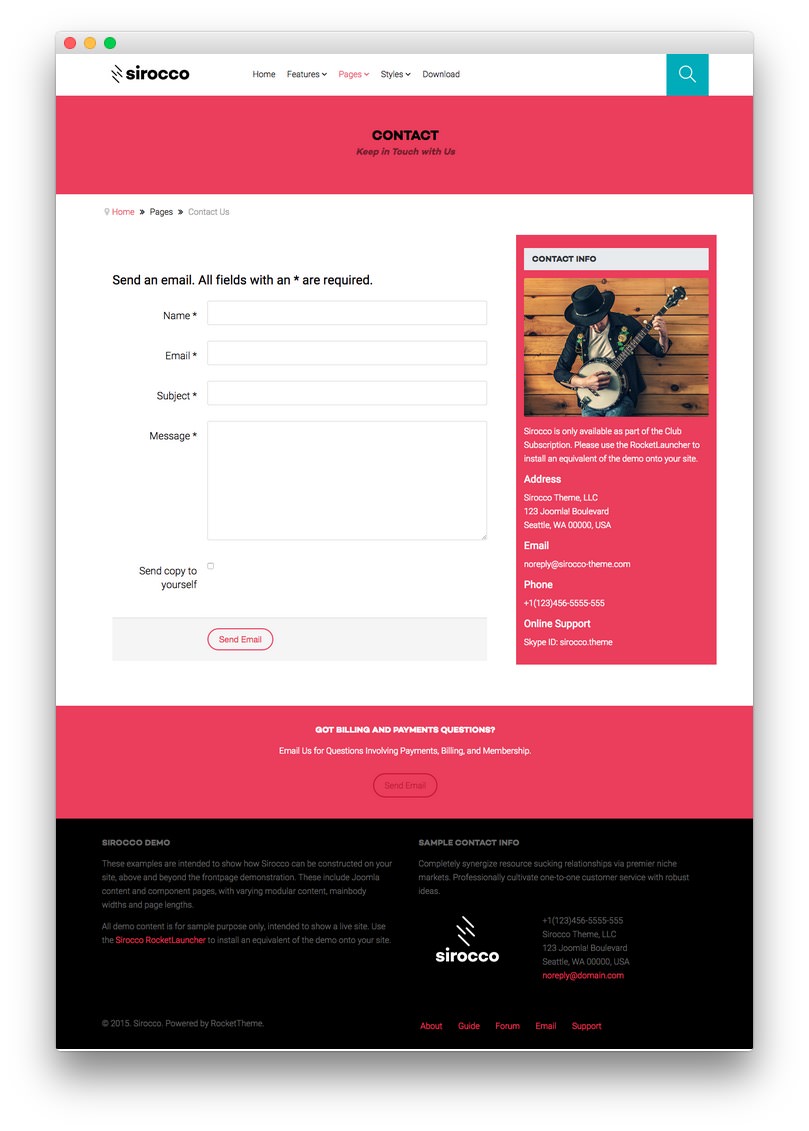 sirocco
Home Features Pages Styles Download
CONTACT
Keep in Touch with Us
Home » Pages » Contact Us
Send an email. All fields with an * are required.
Name *
Email *
Subject *
Message *
Send copy to
yourself
Send Email
CONTACT INFO
Sirocco is only available as part of the Club
Subscription. Please use the RocketLauncher to
install an equivalent of the demo onto your site.
Address
Sirocco Theme, LLC
123 Joomla! Boulevard
Seattle, WA 00000, USA
Email
noreply@sirocco-theme.com
Phone
+1(123)456-5555-555
Online Support
Skype ID: sirocco.theme
GOT BILLING AND PAYMENTS QUESTIONS?
Email Us for Questions Involving Payments, Billing, and Membership.
Send Email
SIROCCO DEMO
These examples are intended to show how Sirocco can be constructed on your
site, above and beyond the frontpage demonstration. These include Joomla
content and component pages, with varying modular content, mainbody
widths and page lengths.
All demo content is for sample purpose only, intended to show a live site. Use
the Sirocco RocketLauncher to install an equivalent of the demo onto your site.
SAMPLE CONTACT INFO
Completely synergize resource sucking relationships via premier niche
markets. Professionally cultivate one-to-one customer service with robust
ideas.
sirocco
+1(123)456-5555-555
Sirocco Theme, LLC
123 Joomla! Boulevard
Seattle, WA 00000, USA
noreply@domain.com
© 2015. Sirocco. Powered by RocketTheme.
About Guide Forum Email Support